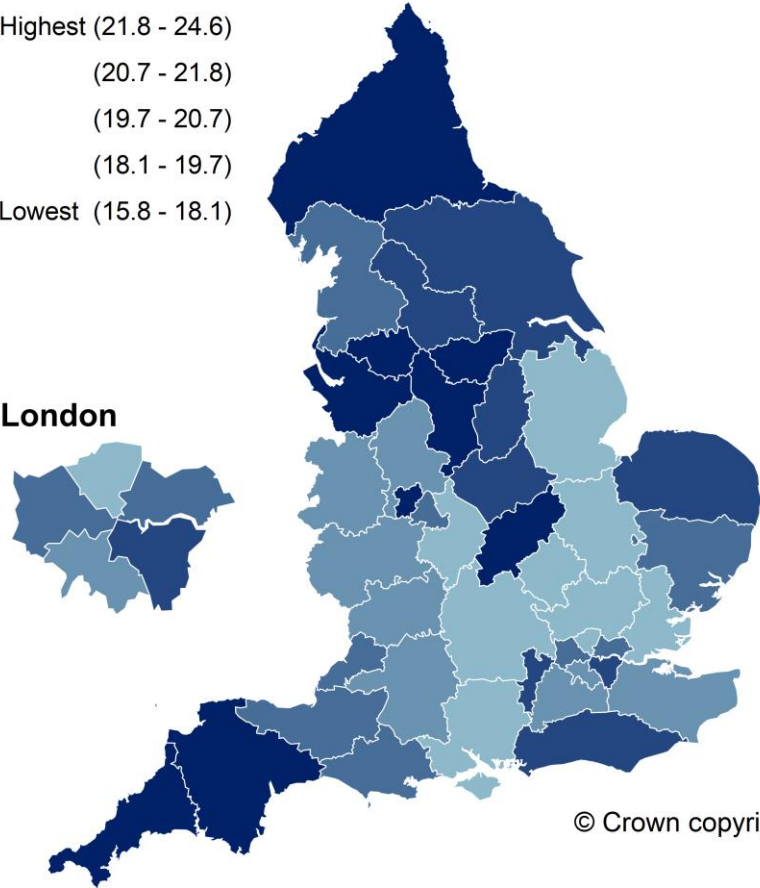 Highest (21.8 - 24.6)
(20.7 - 21.8)
(19.7 - 20.7)
(18.1 - 19.7)
Lowest (15.8 - 18.1)
London
© Crown copyri